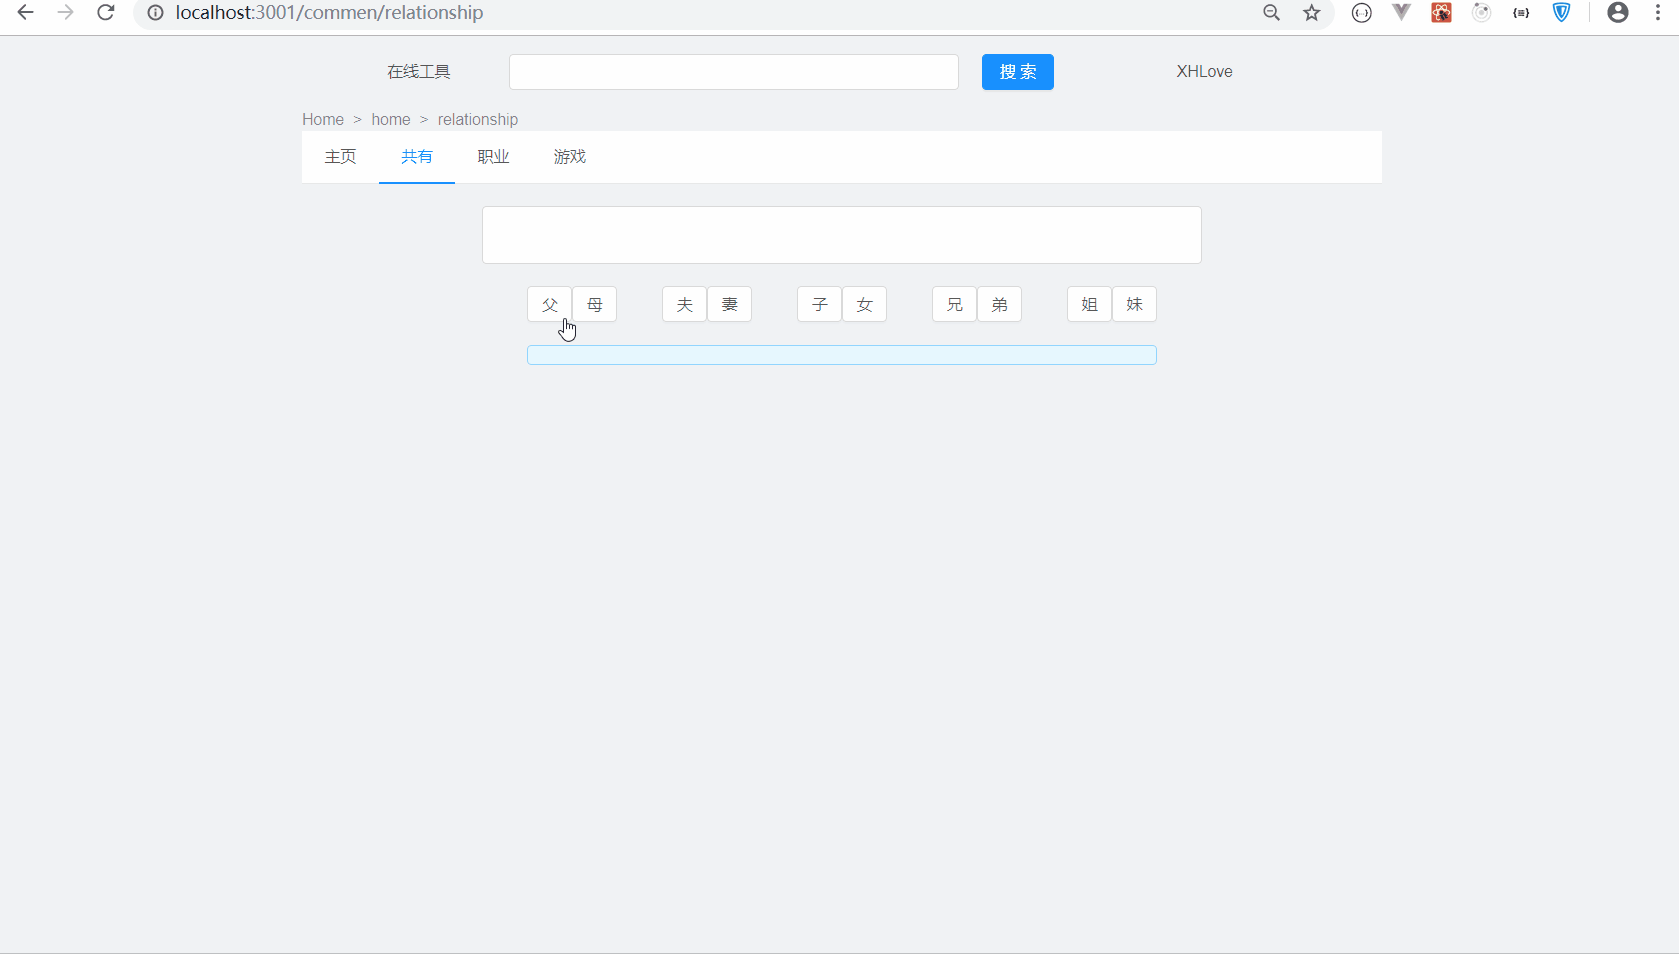 localhost:3001/commen/relationship
在线工具 搜 索 XHLove
Home > home > relationship
主页 共有 职业 游戏
父 母 夫 妻 子 女 兄 弟 姐 妹